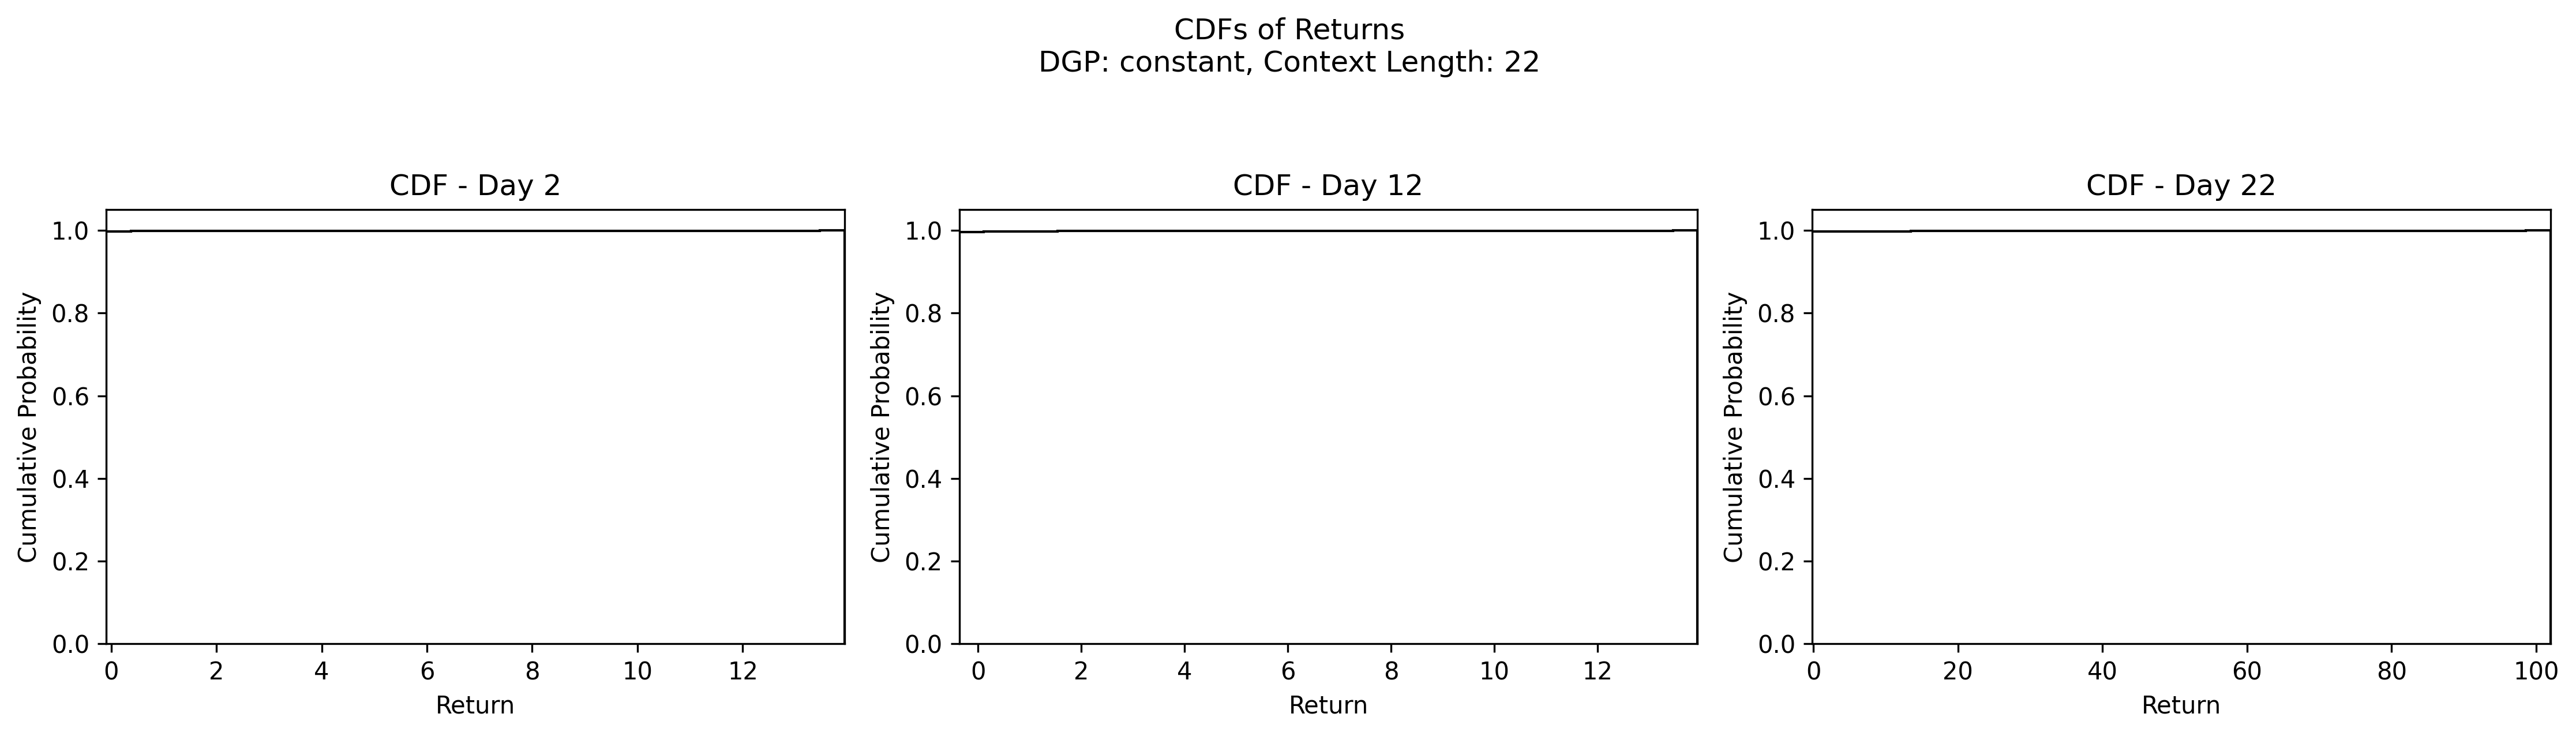 CDFs of Returns
DGP: constant, Context Length: 22
CDF - Day 2
1.0
0.8
0.6
0.4
0.2
0.0
Cumulative Probability
0 2 4 6 8 10 12
Return
CDF - Day 12
1.0
0.8
0.6
0.4
0.2
0.0
Cumulative Probability
0 2 4 6 8 10 12
Return
CDF - Day 22
1.0
0.8
0.6
0.4
0.2
0.0
Cumulative Probability
0 20 40 60 80 100
Return